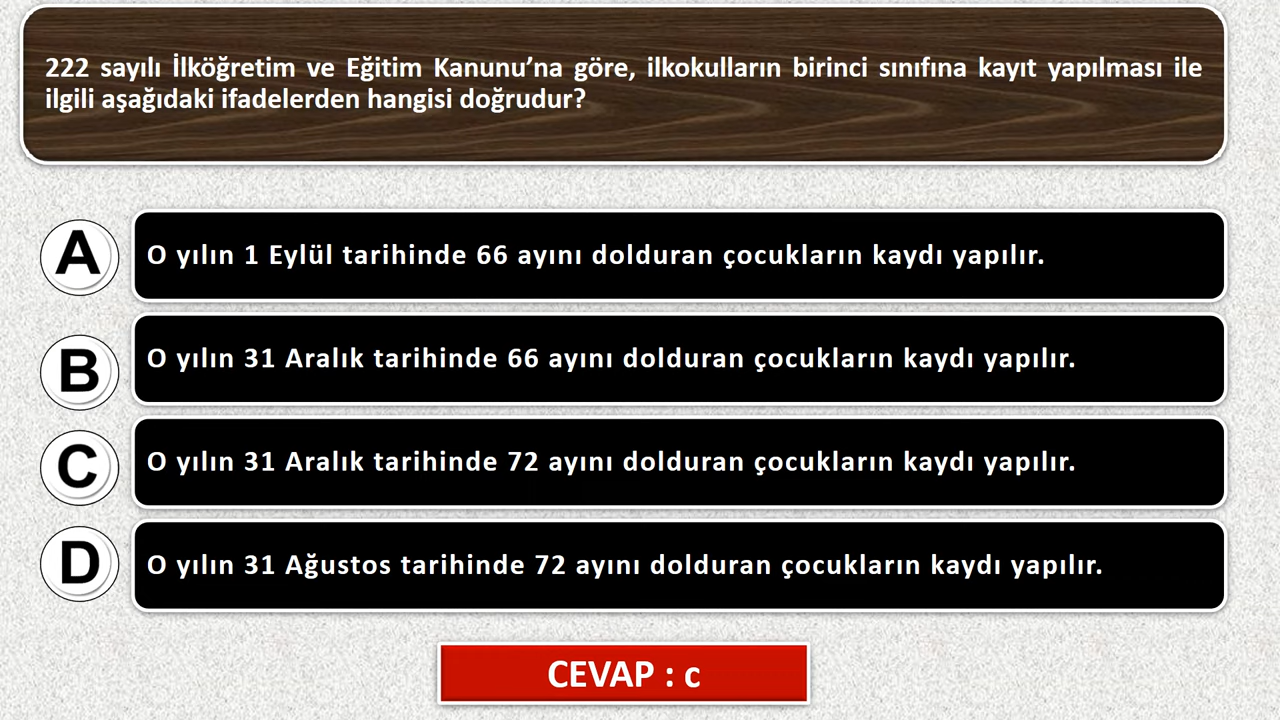 222 sayılı İlköğretim ve Eğitim Kanunu’na göre, ilkokulların birinci sınıfına kayıt yapılması ile
ilgili aşağıdaki ifadelerden hangisi doğrudur?
A O yılın 1 Eylül tarihinde 66 ayını dolduran çocukların kaydı yapılır.
B O yılın 31 Aralık tarihinde 66 ayını dolduran çocukların kaydı yapılır.
C O yılın 31 Aralık tarihinde 72 ayını dolduran çocukların kaydı yapılır.
D O yılın 31 Ağustos tarihinde 72 ayını dolduran çocukların kaydı yapılır.
CEVAP : c